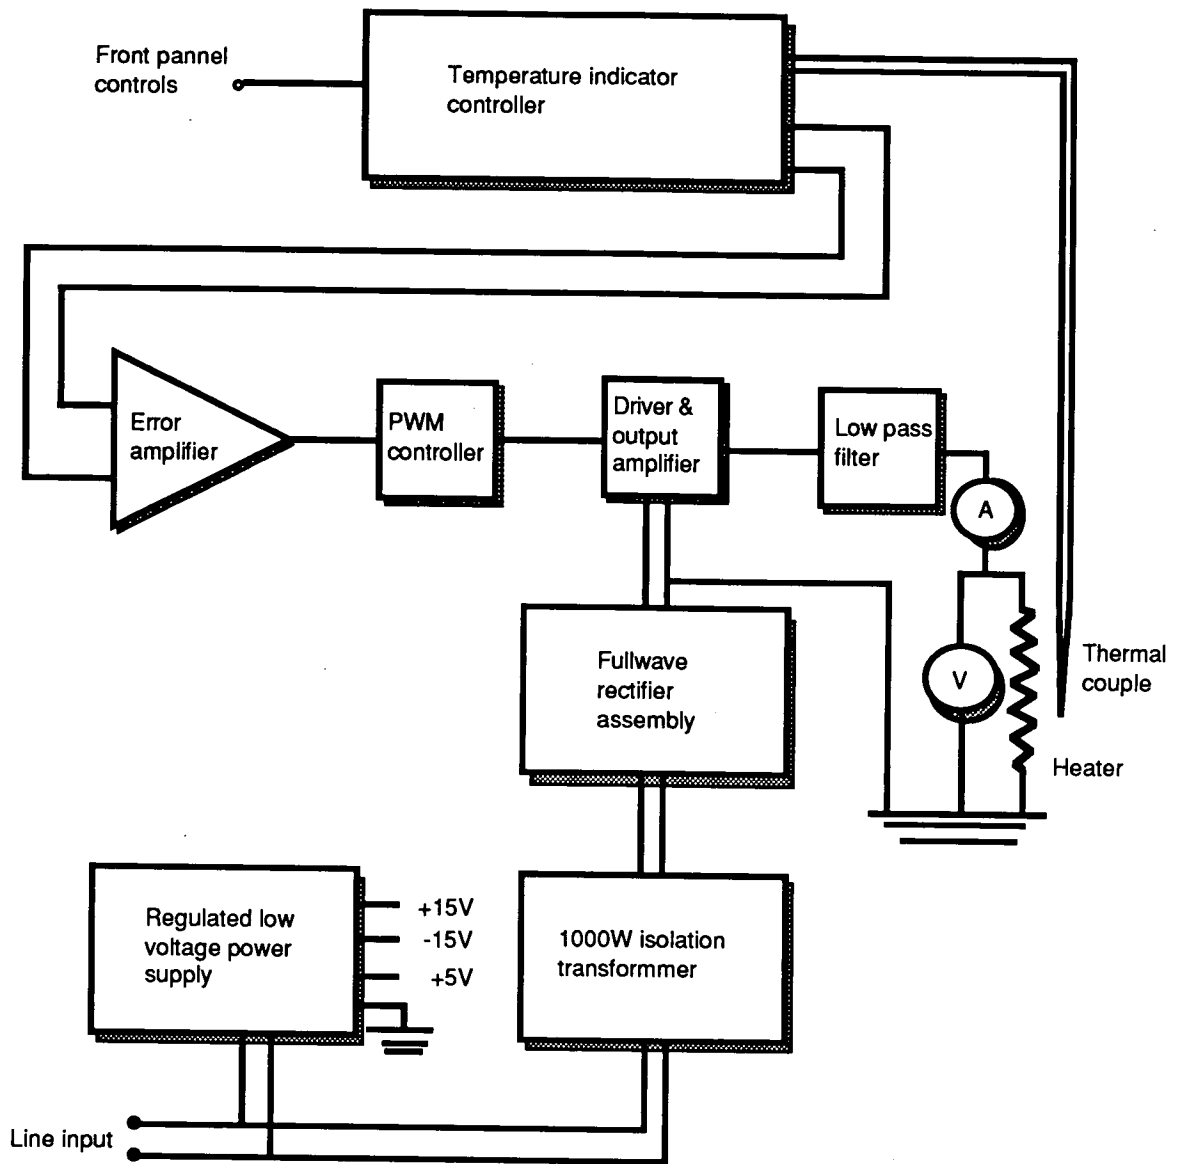 Front pannel
controls
Temperature indicator
controller
Error
amplifier
PWM
controller
Driver &
output
amplifier
Low pass
filter
A
V
Thermal
couple
Heater
Fullwave
rectifier
assembly
Regulated low
voltage power
supply
+15V
-15V
+5V
1000W isolation
transformmer
Line input